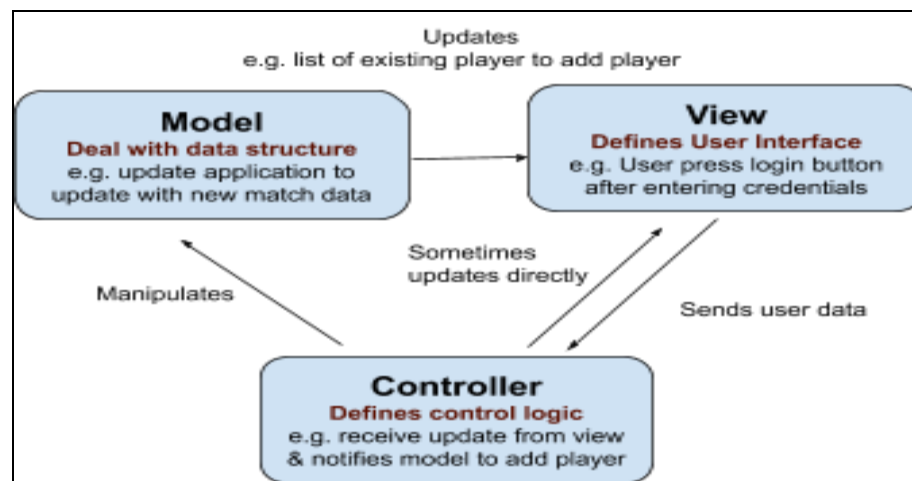 Updates
e.g. list of existing player to add player
Model
Deal with data structure
e.g. update application to
update with new match data
View
Defines User Interface
e.g. User press login button
after entering credentials
Manipulates
Sometimes
updates directly
Sends user data
Controller
Defines control logic
e.g. receive update from view
& notifies model to add player